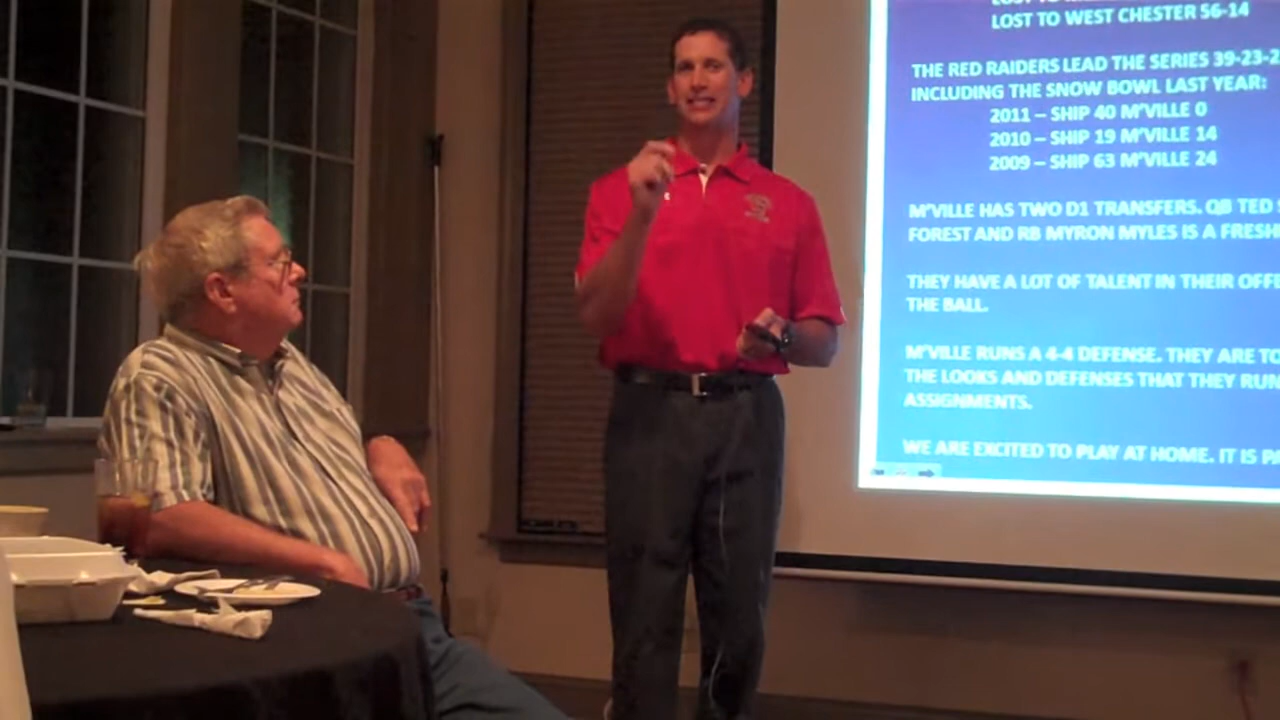 LOST TO WEST CHESTER 56-14
THE RED RAIDERS LEAD THE SERIES 39-23-2
INCLUDING THE SNOW BOWL LAST YEAR:
2011 – SHIP 40 M'VILLE 0
2010 – SHIP 19 M'VILLE 14
2009 – SHIP 63 M'VILLE 24
M'VILLE HAS TWO D1 TRANSFERS. QB TED
FOREST AND RB MYRON MYLES IS A FRESH
THEY HAVE A LOT OF TALENT IN THEIR OFFE
THE BALL.
M'VILLE RUNS A 4-4 DEFENSE. THEY ARE TO
THE LOOKS AND DEFENSES THAT THEY RUN
ASSIGNMENTS.
WE ARE EXCITED TO PLAY AT HOME. IT IS PA